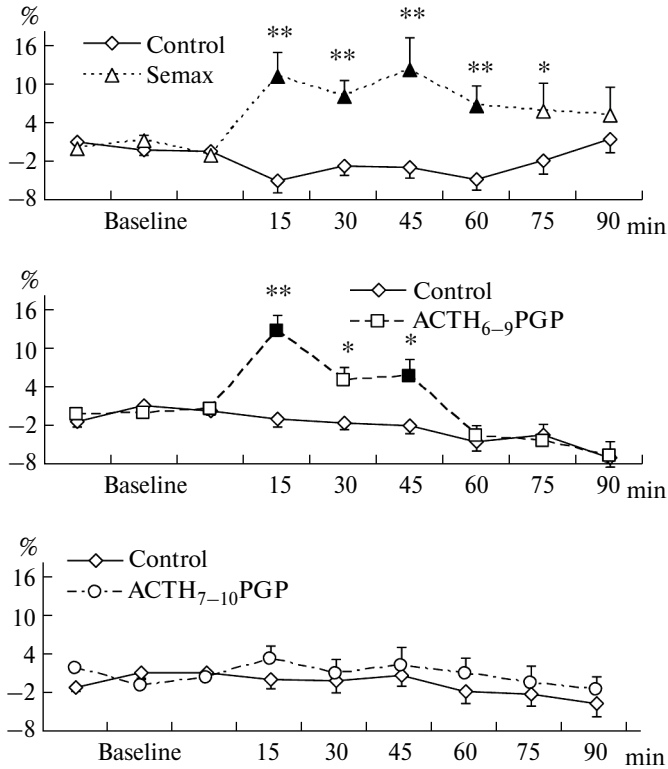 %
16
10
4
−2
−8
Control
Semax
** ** ** ** *
Baseline 15 30 45 60 75 90 min
%
16
10
4
−2
−8
Control
ACTH6–9PGP
** * *
Baseline 15 30 45 60 75 90 min
%
16
10
4
−2
−8
Control
ACTH7–10PGP
Baseline 15 30 45 60 75 90 min